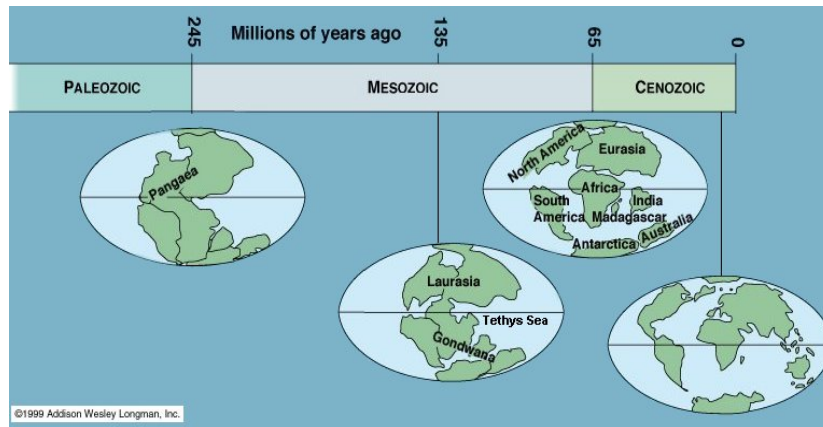 Millions of years ago
245
135
65
0
PALEOZOIC
MESOZOIC
CENOZOIC
Pangaea
North America
Eurasia
Africa
South
America
India
Madagascar
Australia
Antarctica
Laurasia
Tethys Sea
Gondwana
©1999 Addison Wesley Longman, Inc.